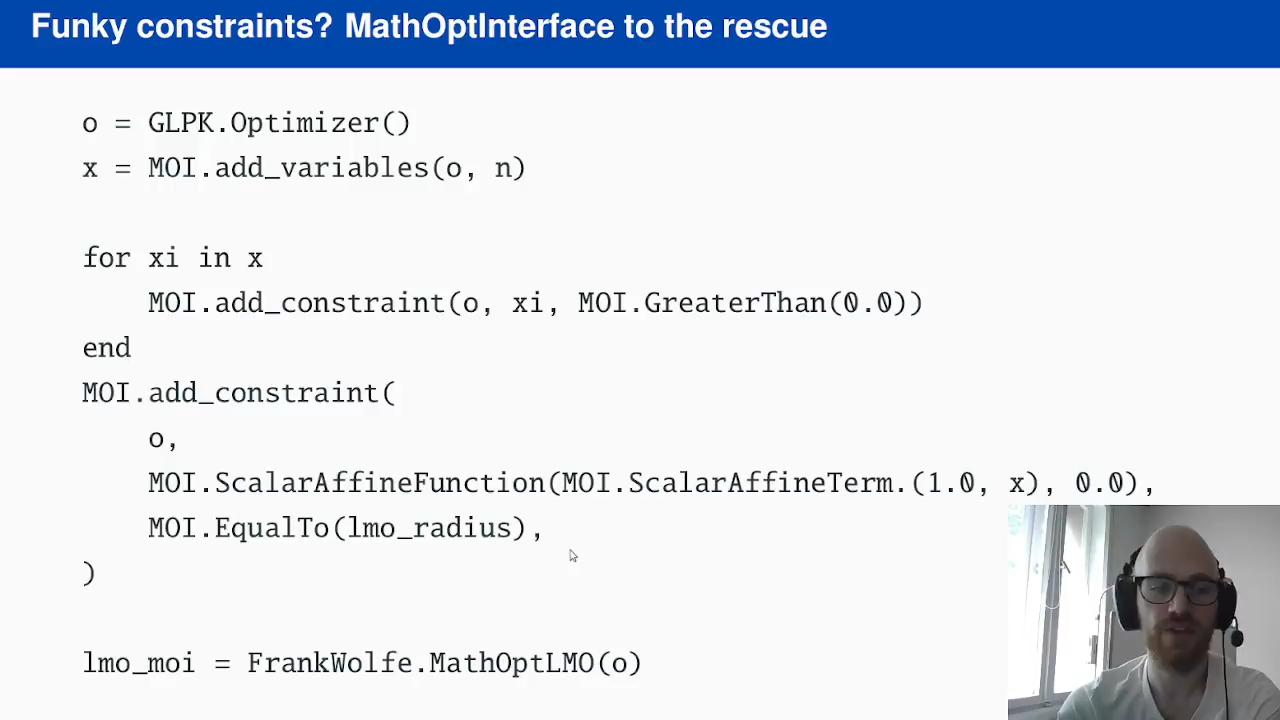 Funky constraints? MathOptInterface to the rescue
o = GLPK.Optimizer()
x = MOI.add_variables(o, n)
for xi in x
    MOI.add_constraint(o, xi, MOI.GreaterThan(0.0))
end
MOI.add_constraint(
    o,
    MOI.ScalarAffineFunction(MOI.ScalarAffineTerm.(1.0, x), 0.0),
    MOI.EqualTo(lmo_radius),
)
lmo_moi = FrankWolfe.MathOptLMO(o)